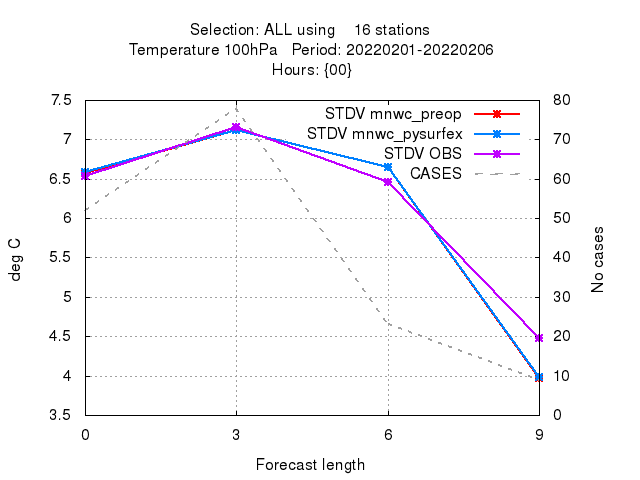 Selection: ALL using    16 stations
Temperature 100hPa   Period: 20220201-20220206
Hours: {00}
STDV mnwc_preop
STDV mnwc_pysurfex
STDV OBS
CASES
7.5
7
6.5
6
5.5
5
4.5
4
3.5
deg C
80
70
60
50
40
30
20
10
0
No cases
0 3 6 9
Forecast length